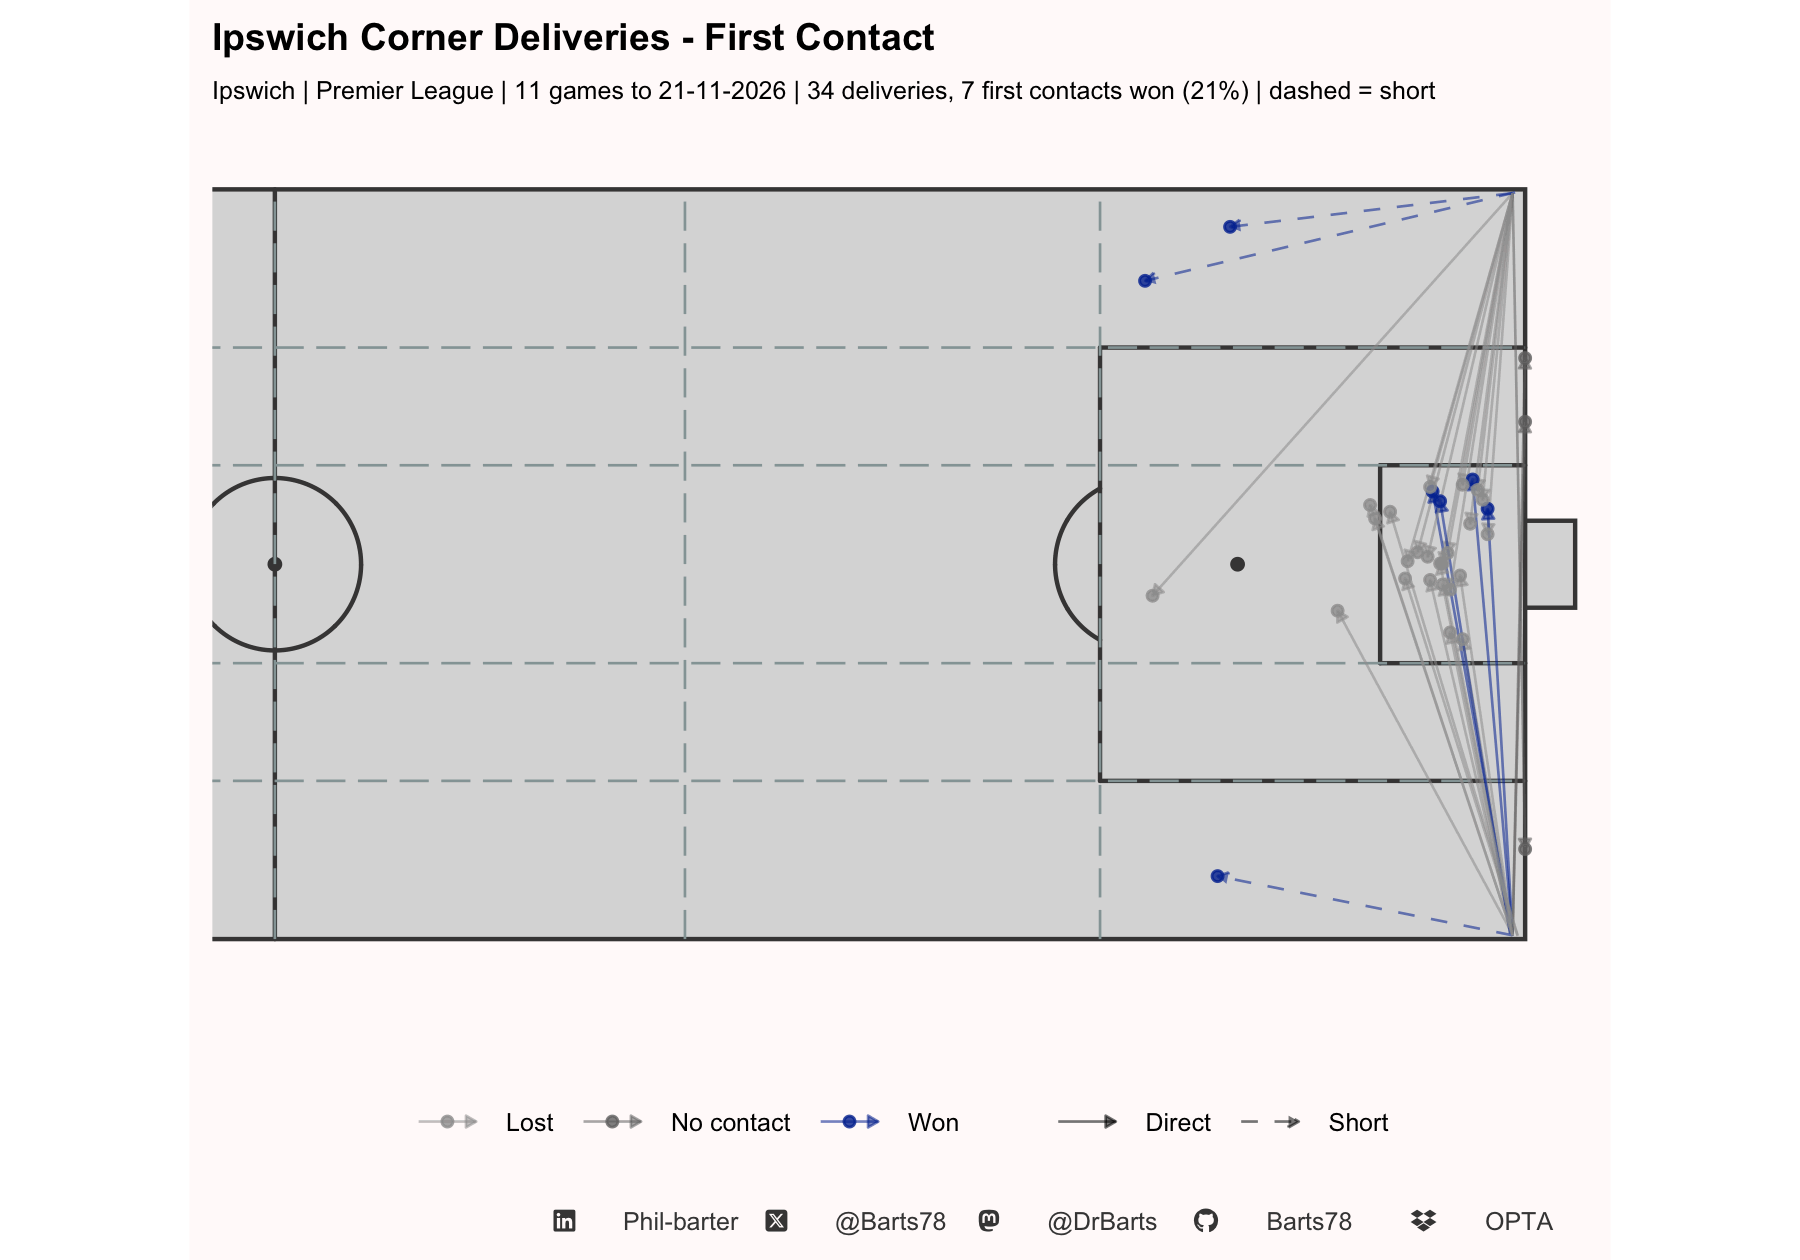 Ipswich Corner Deliveries - First Contact
Ipswich | Premier League | 11 games to 21-11-2026 | 34 deliveries, 7 first contacts won (21%) | dashed = short
Lost No contact Won Direct Short
Phil-barter @Barts78 @DrBarts Barts78 OPTA